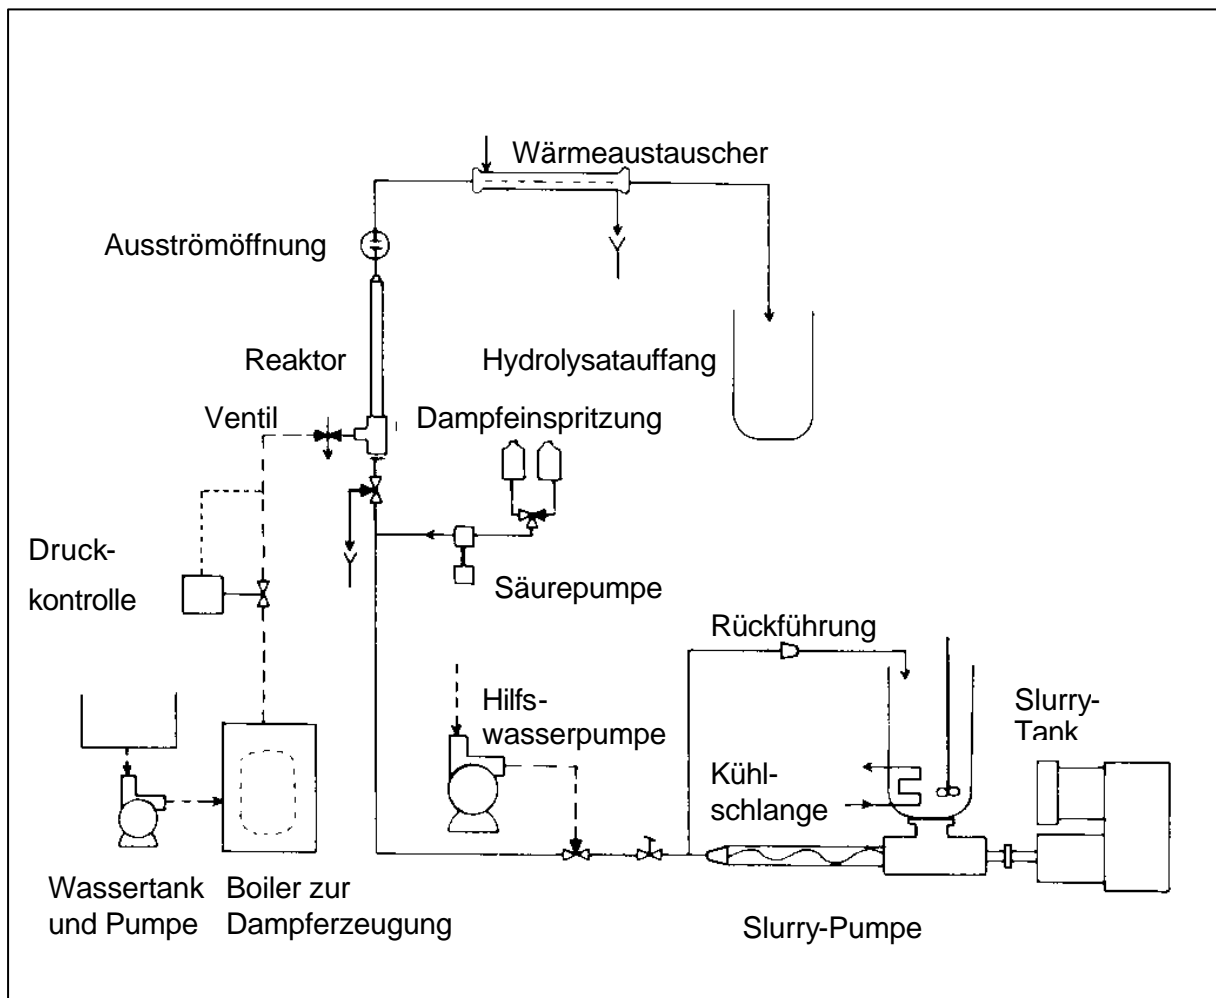 Wärmeaustauscher
Ausströmöffnung
Reaktor
Hydrolysatauffang
Ventil
Dampfeinspritzung
Druck-
kontrolle
Säurepumpe
Rückführung
Hilfs-
wasserpumpe
Slurry-
Tank
Kühl-
schlange
Wassertank
und Pumpe
Boiler zur
Dampferzeugung
Slurry-Pumpe